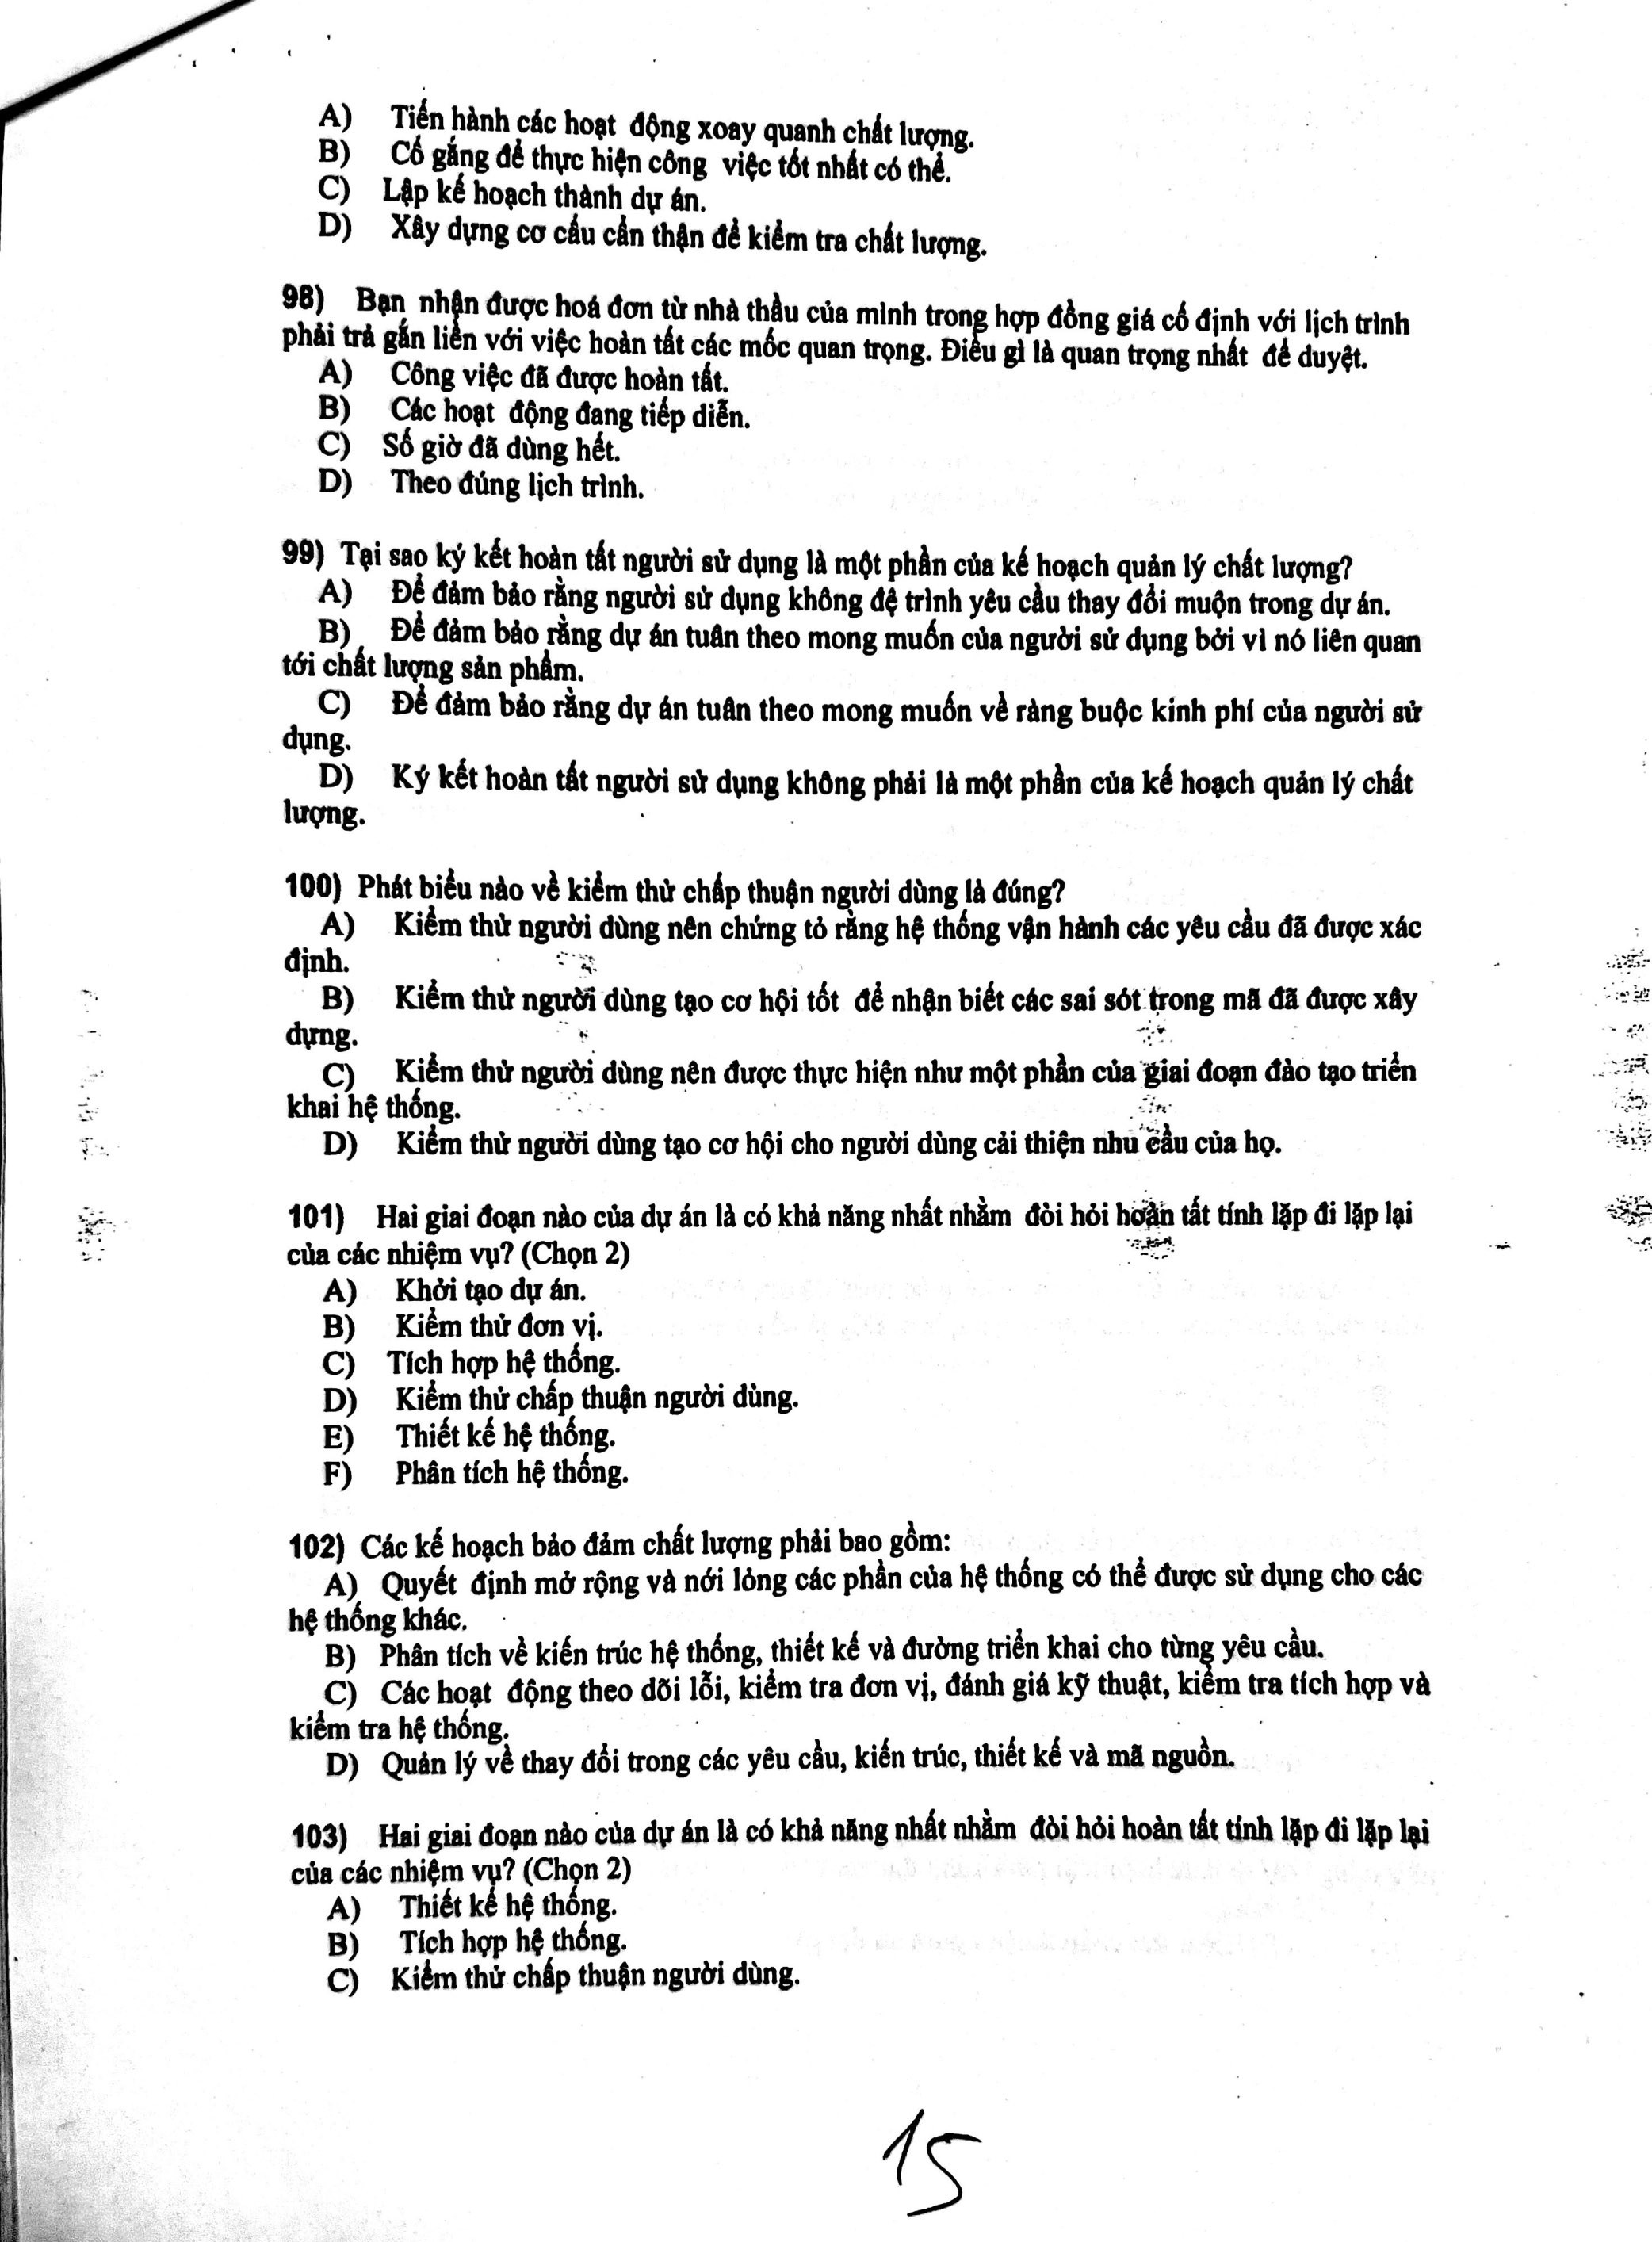 A) Tiến hành các hoạt động xoay quanh chất lượng.
B) Cố gắng để thực hiện công việc tốt nhất có thể.
C) Lập kế hoạch thành dự án.
D) Xây dựng cơ cấu cẩn thận để kiểm tra chất lượng.
98) Bạn nhận được hoá đơn từ nhà thầu của mình trong hợp đồng giá cố định với lịch trình
phải trả gắn liền với việc hoàn tất các mốc quan trọng. Điều gì là quan trọng nhất để duyệt.
A) Công việc đã được hoàn tất.
B) Các hoạt động đang tiếp diễn.
C) Số giờ đã dùng hết.
D) Theo đúng lịch trình.
99) Tại sao ký kết hoàn tất người sử dụng là một phần của kế hoạch quản lý chất lượng?
A) Để đảm bảo rằng người sử dụng không đệ trình yêu cầu thay đổi muộn trong dự án.
B) Để đảm bảo rằng dự án tuân theo mong muốn của người sử dụng bởi vì nó liên quan
tới chất lượng sản phẩm.
C) Để đảm bảo rằng dự án tuân theo mong muốn về ràng buộc kinh phí của người sử
dụng.
D) Ký kết hoàn tất người sử dụng không phải là một phần của kế hoạch quản lý chất
lượng.
100) Phát biểu nào về kiểm thử chấp thuận người dùng là đúng?
A) Kiểm thử người dùng nên chứng tỏ rằng hệ thống vận hành các yêu cầu đã được xác
định.
B) Kiểm thử người dùng tạo cơ hội tốt để nhận biết các sai sót trong mã đã được xây
dựng.
C) Kiểm thử người dùng nên được thực hiện như một phần của giai đoạn đào tạo triển
khai hệ thống.
D) Kiểm thử người dùng tạo cơ hội cho người dùng cải thiện nhu cầu của họ.
101) Hai giai đoạn nào của dự án là có khả năng nhất nhằm đòi hỏi hoàn tất tính lặp đi lặp lại
của các nhiệm vụ? (Chọn 2)
A) Khởi tạo dự án.
B) Kiểm thử đơn vị.
C) Tích hợp hệ thống.
D) Kiểm thử chấp thuận người dùng.
E) Thiết kế hệ thống.
F) Phân tích hệ thống.
102) Các kế hoạch bảo đảm chất lượng phải bao gồm:
A) Quyết định mở rộng và nới lỏng các phần của hệ thống có thể được sử dụng cho các
hệ thống khác.
B) Phân tích về kiến trúc hệ thống, thiết kế và đường triển khai cho từng yêu cầu.
C) Các hoạt động theo dõi lỗi, kiểm tra đơn vị, đánh giá kỹ thuật, kiểm tra tích hợp và
kiểm tra hệ thống.
D) Quản lý về thay đổi trong các yêu cầu, kiến trúc, thiết kế và mã nguồn.
103) Hai giai đoạn nào của dự án là có khả năng nhất nhằm đòi hỏi hoàn tất tính lặp đi lặp lại
của các nhiệm vụ? (Chọn 2)
A) Thiết kế hệ thống.
B) Tích hợp hệ thống.
C) Kiểm thử chấp thuận người dùng.
15